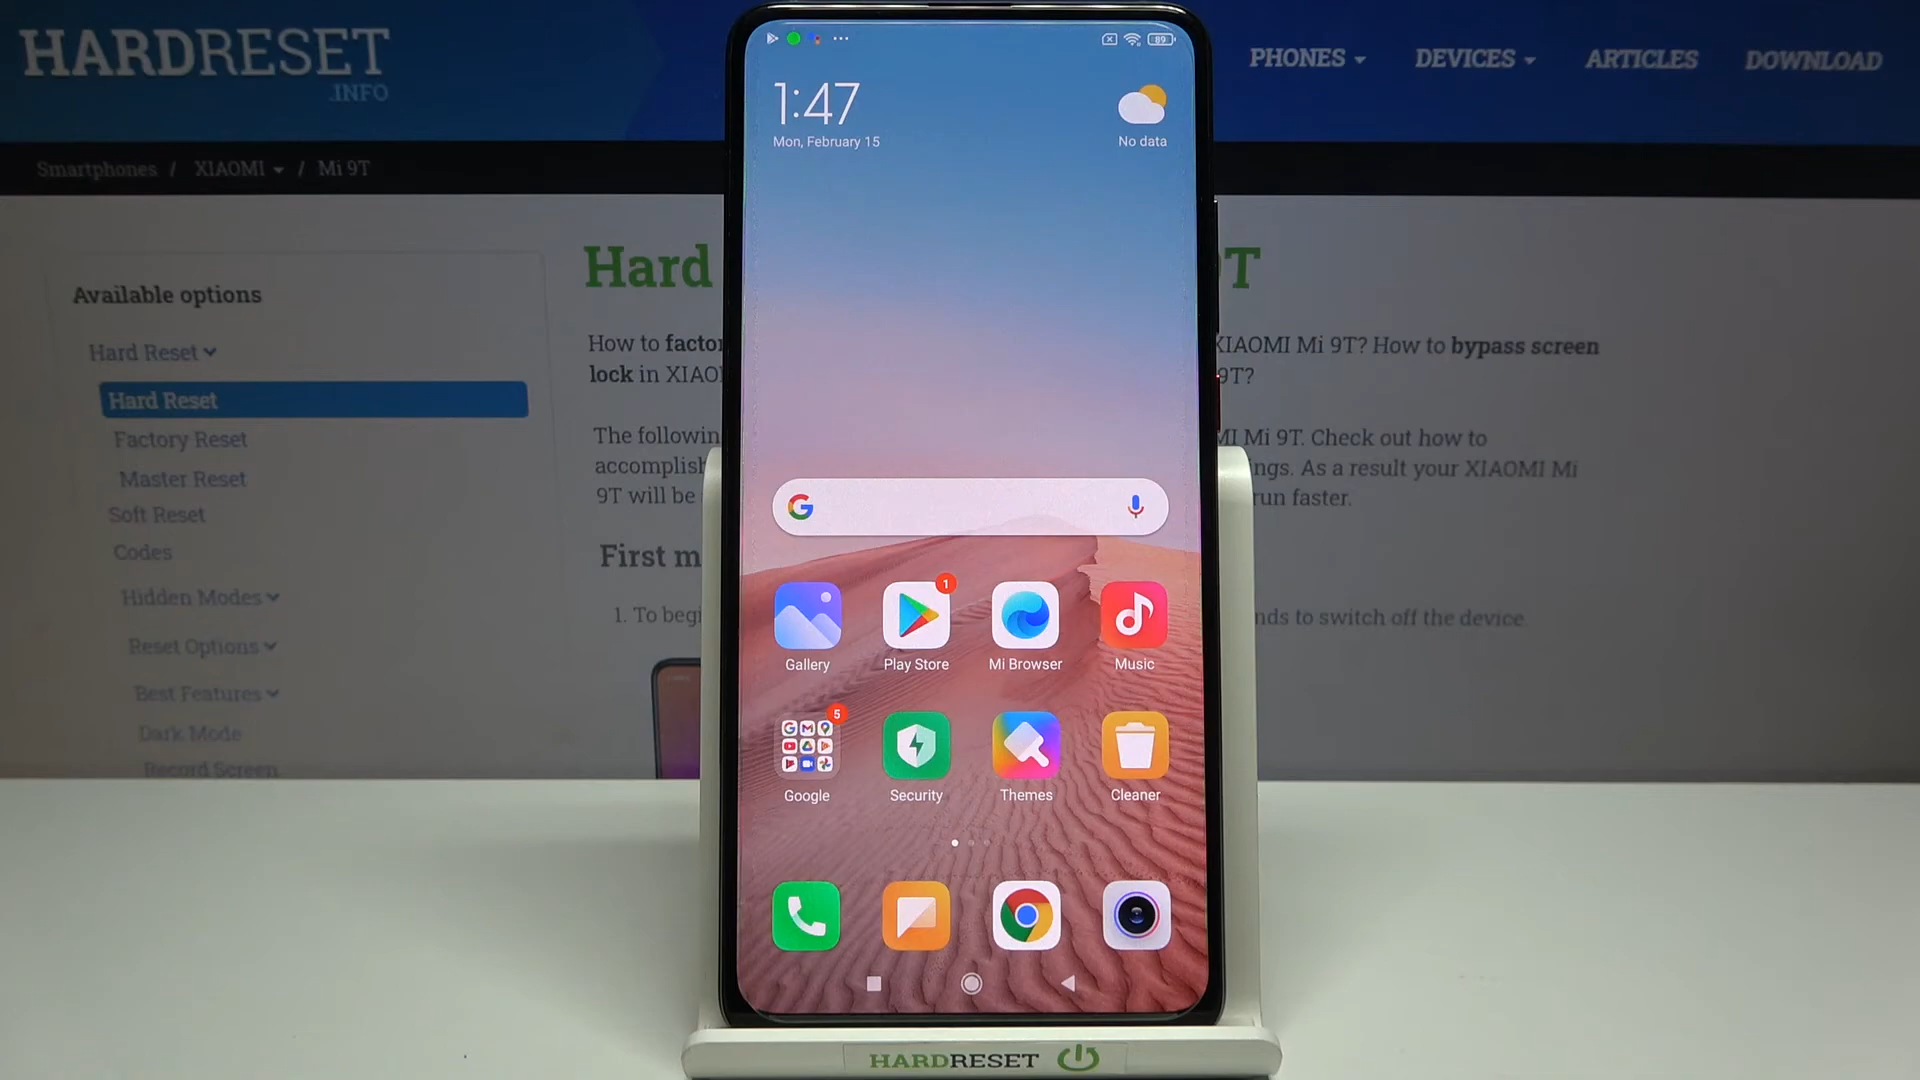 HARDRESET
.INFO
PHONES
DEVICES
ARTICLES
DOWNLOAD
Smartphones / XIAOMI / Mi 9T
Available options
Hard Reset
Hard Reset
Factory Reset
Master Reset
Soft Reset
Codes
Hidden Modes
Reset Options
Best Features
Dark Mode
Record Screen
Hard 9T
How to factor XIAOMI Mi 9T? How to bypass screen
lock in XIAO 9T?
The followin MI Mi 9T. Check out how to
accomplish ngs. As a result your XIAOMI Mi
9T will be run faster.
First m
1. To begi nds to switch off the device.
89
1:47
Mon, February 15
No data
1
Gallery
Play Store
Mi Browser
Music
5
Google
Security
Themes
Cleaner
HARDRESET